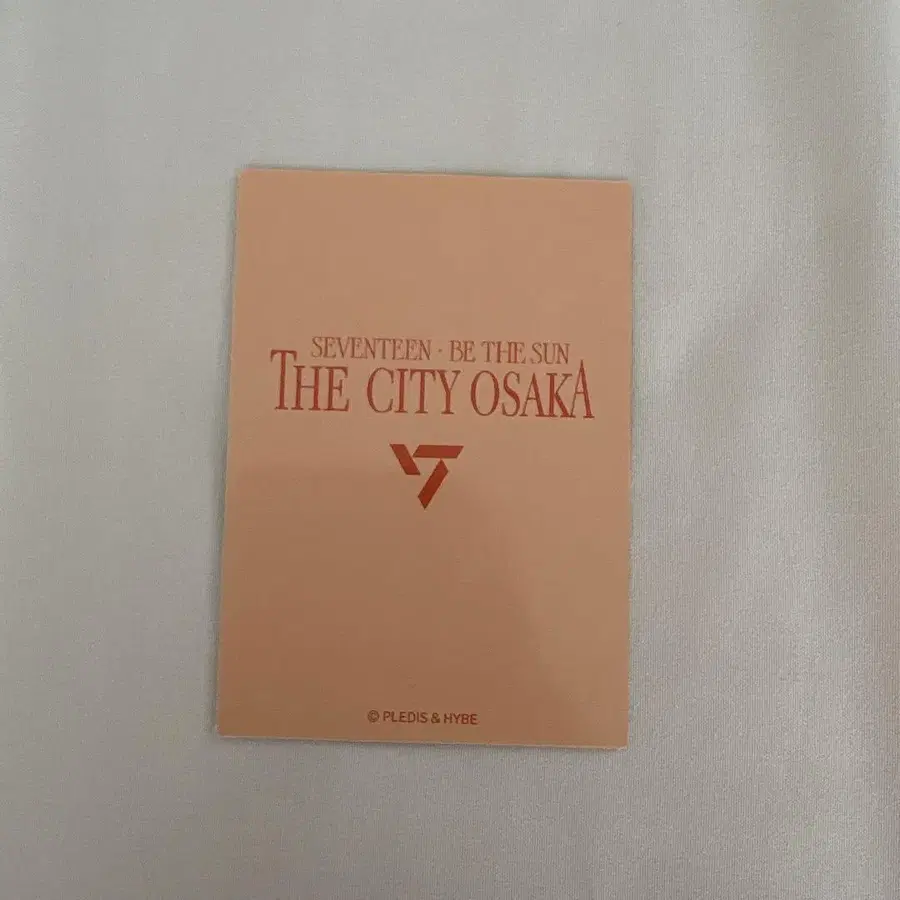 SEVENTEEN · BE THE SUN
THE CITY OSAKA
© PLEDIS & HYBE